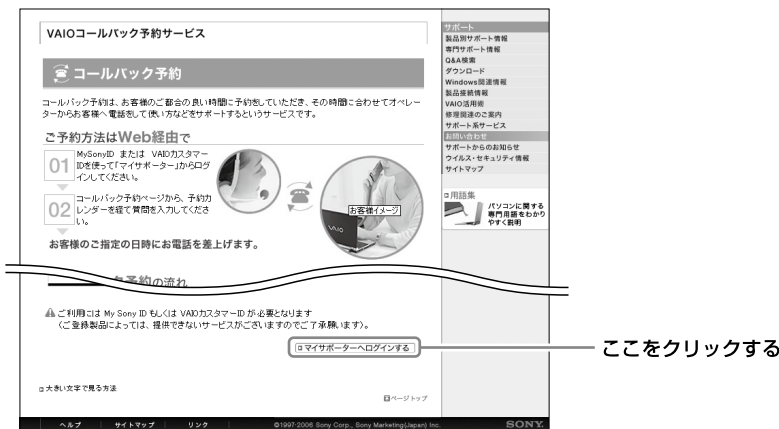 VAIOコールバック予約サービス
コールバック予約
コールバック予約は、お客様のご都合の良い時間に予約をしていただき、その時間に合わせてオペレー
ターからお客様へ電話をして使い方などをサポートするというサービスです。
ご予約方法はWeb経由で
01
MySonyID または VAIOカスタマー
IDを使って「マイサポーター」からログ
インしてください。
02
コールバック予約ページから、予約カ
レンダーを経て質問を入力してくださ
い。
お客様イメージ
VAIO
お客様のご指定の日時にお電話を差上げます。
ク予約の流れ
ご利用には My Sony ID もしくは VAIOカスタマーID が必要となります
(ご登録製品によっては、提供できないサービスがございますのでご了承願います)。
マイサポーターへログインする
ここをクリックする
大きい文字で見る方法
ページトップ
サポート
製品別サポート情報
専門サポート情報
Q&A検索
ダウンロード
Windows関連情報
製品接続情報
VAIO活用術
修理関連のご案内
サポート系サービス
お問い合わせ
サポートからのお知らせ
ウイルス・セキュリティ情報
サイトマップ
用語集
パソコンに関する
専門用語をわかり
やすく説明
ヘルプ サイトマップ リンク ©1997-2006 Sony Corp., Sony Marketing(Japan) Inc. SONY